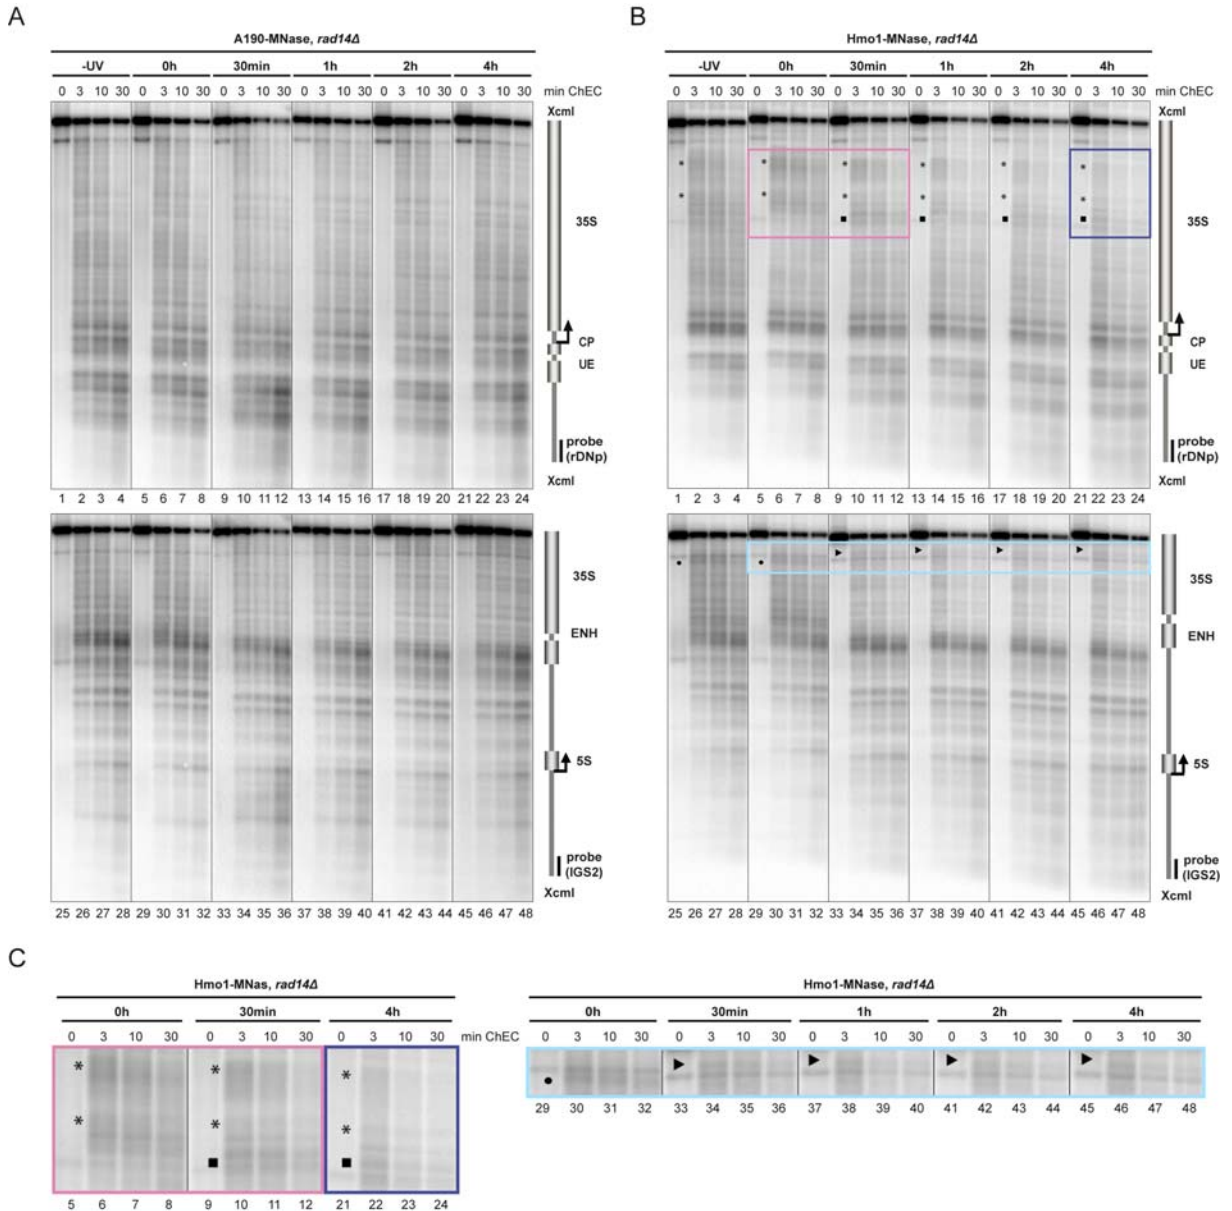 A
A190-MNase, rad14Δ
-UV 0h 30min 1h 2h 4h
0 3 10 30 0 3 10 30 0 3 10 30 0 3 10 30 0 3 10 30 0 3 10 30 min ChEC
XcmI
35S
CP
UE
probe
(rDNp)
XcmI
1 2 3 4 5 6 7 8 9 10 11 12 13 14 15 16 17 18 19 20 21 22 23 24
35S
ENH
5S
probe
(IGS2)
XcmI
25 26 27 28 29 30 31 32 33 34 35 36 37 38 39 40 41 42 43 44 45 46 47 48
B
Hmo1-MNase, rad14Δ
-UV 0h 30min 1h 2h 4h
0 3 10 30 0 3 10 30 0 3 10 30 0 3 10 30 0 3 10 30 0 3 10 30
XcmI
35S
CP
UE
probe
(rDNp)
XcmI
1 2 3 4 5 6 7 8 9 10 11 12 13 14 15 16 17 18 19 20 21 22 23 24
35S
ENH
5S
probe
(IGS2)
XcmI
25 26 27 28 29 30 31 32 33 34 35 36 37 38 39 40 41 42 43 44 45 46 47 48
C
Hmo1-MNas, rad14Δ
0h 30min 4h
0 3 10 30 0 3 10 30 0 3 10 30 min ChEC
5 6 7 8 9 10 11 12 21 22 23 24
Hmo1-MNase, rad14Δ
0h 30min 1h 2h 4h
0 3 10 30 0 3 10 30 0 3 10 30 0 3 10 30 0 3 10 30
29 30 31 32 33 34 35 36 37 38 39 40 41 42 43 44 45 46 47 48